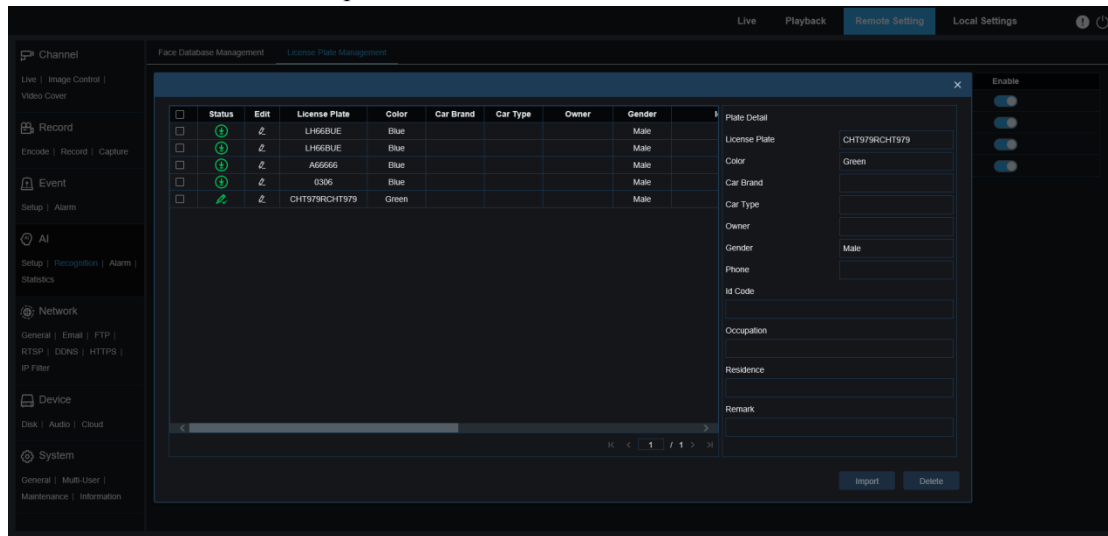 Live Playback Remote Setting Local Settings
Channel
Live | Image Control |
Video Cover
Record
Encode | Record | Capture
Event
Setup | Alarm
AI
Setup | Recognition | Alarm |
Statistics
Network
General | Email | FTP |
RTSP | DDNS | HTTPS |
IP Filter
Device
Disk | Audio | Cloud
System
General | Multi-User |
Maintenance | Information
Face Database Management License Plate Management
Enable
Status Edit License Plate Color Car Brand Car Type Owner Gender
LH66BUE Blue Male
LH66BUE Blue Male
A66666 Blue Male
0306 Blue Male
CHT979RCHT979 Green Male
1 / 1
Plate Detail
License Plate CHT979RCHT979
Color Green
Car Brand
Car Type
Owner
Gender Male
Phone
Id Code
Occupation
Residence
Remark
Import Delete